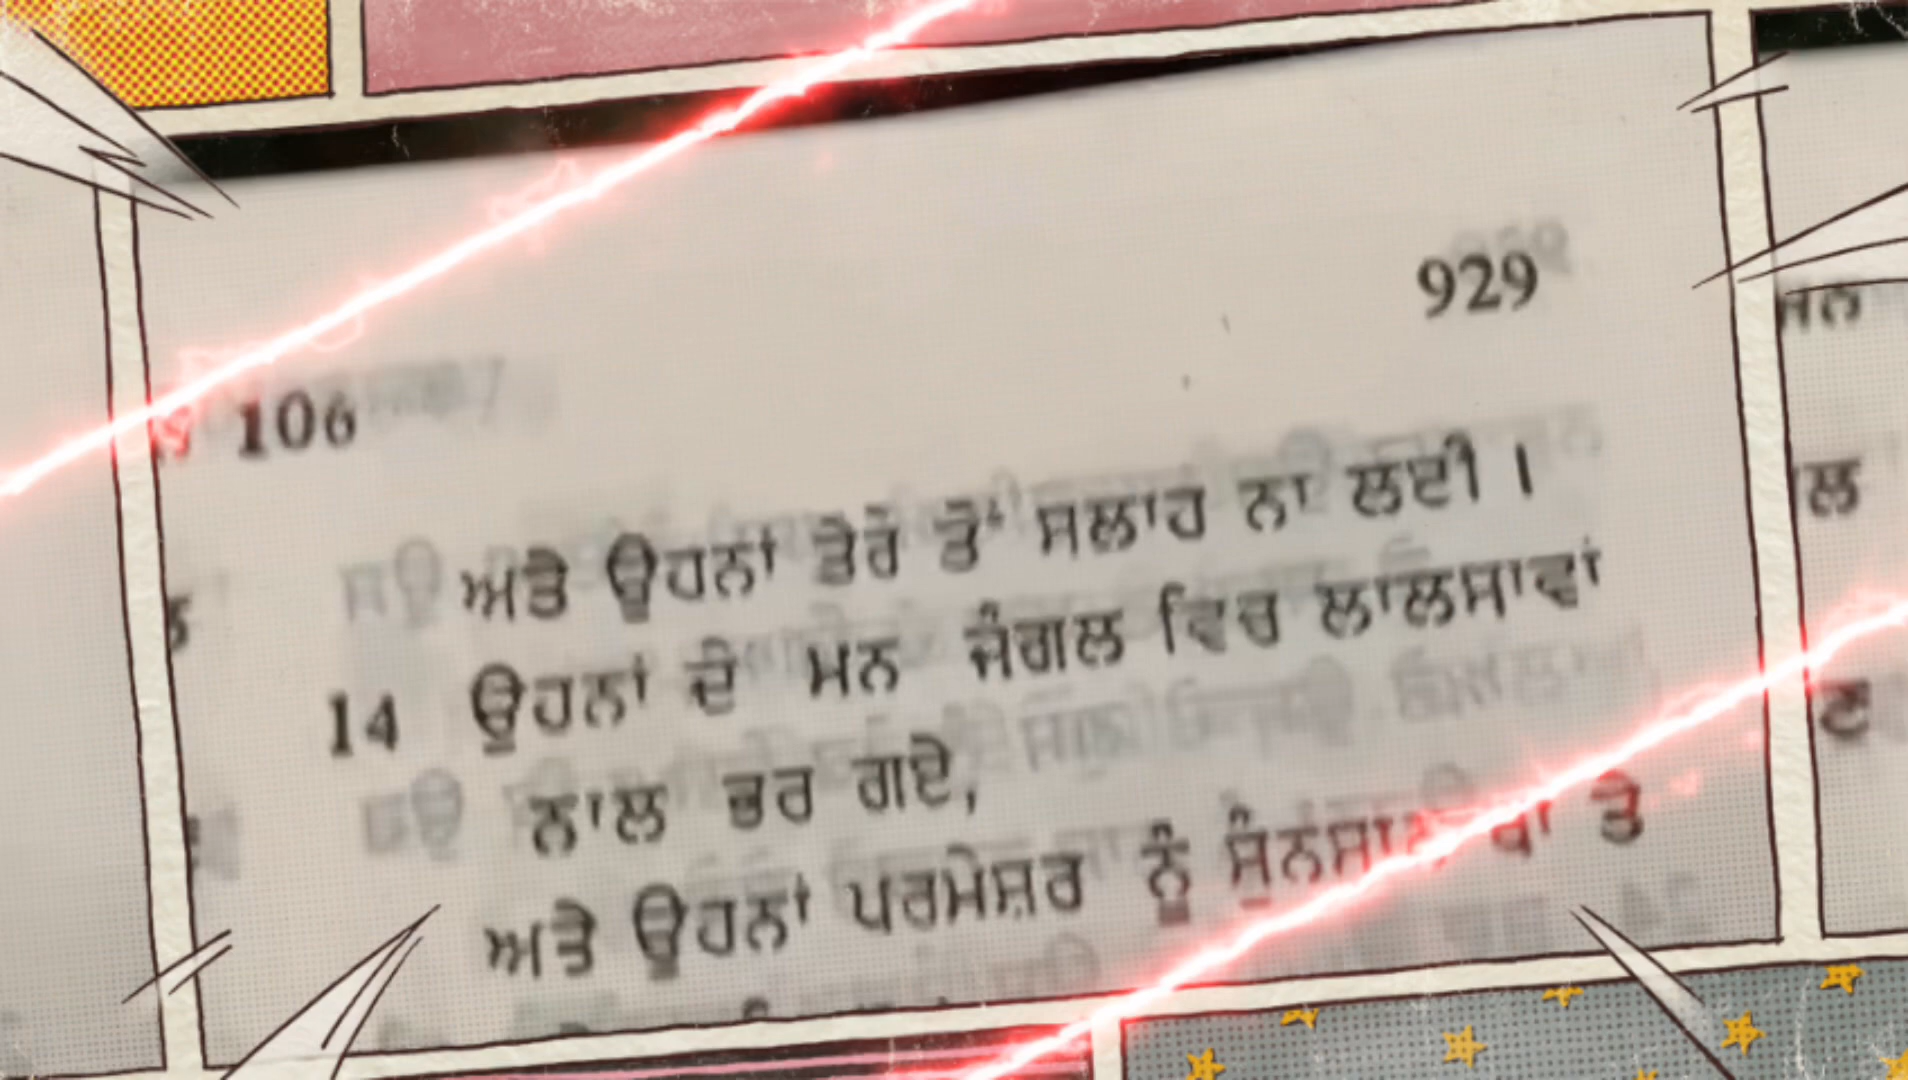 929
106
ਅਤੇ ਉਹਨਾਂ ਤੇਰੇ ਤੋਂ ਸਲਾਹ ਨਾ ਲਈ ।
14 ਉਹਨਾਂ ਦੇ ਮਨ ਜੰਗਲ ਵਿਚ ਲਾਲਸਾਵਾਂ
ਨਾਲ ਭਰ ਗਏ,
ਅਤੇ ਉਹਨਾਂ ਪਰਮੇਸ਼ਰ ਨੂੰ ਤੇ